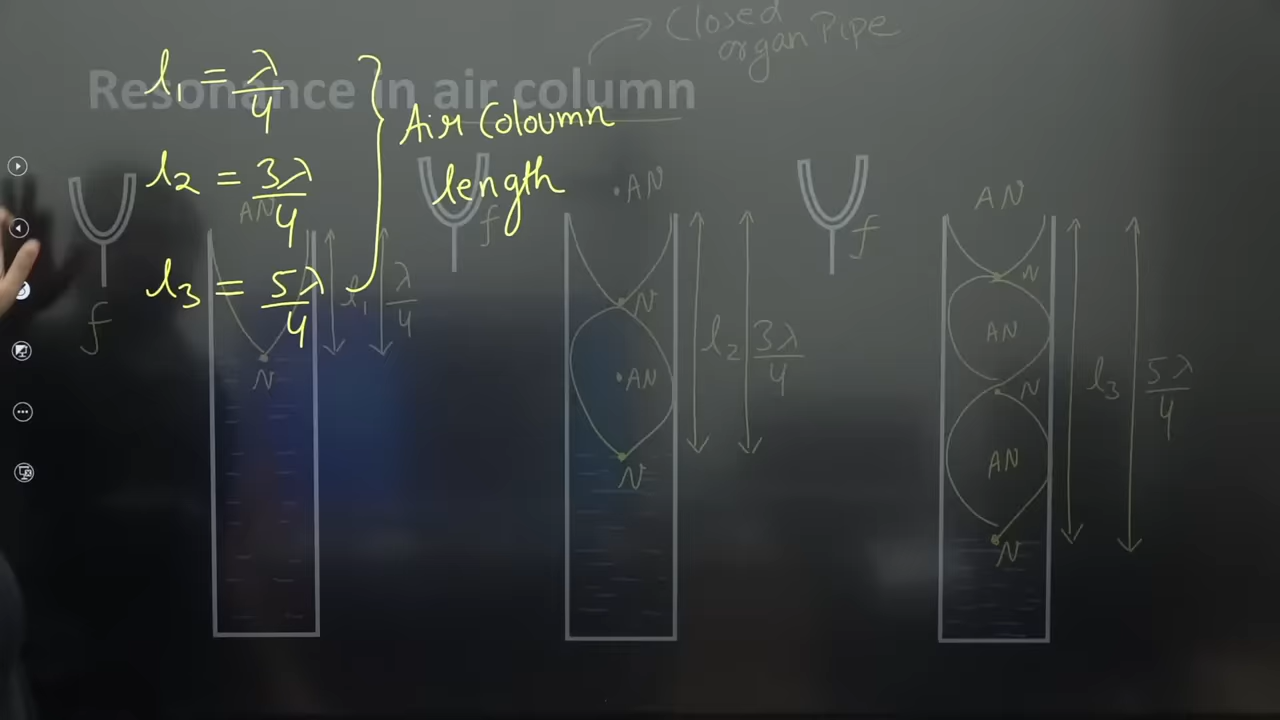 Closed
organ Pipe
Resonance in air column
l₁ = λ/4
l₂ = 3λ/4
l₃ = 5λ/4
Air Coloumn
length
f
AN
N
l₁ λ/4
f
AN
N
AN
N
l₂ 3λ/4
f
AN
N
AN
N
AN
N
l₃ 5λ/4